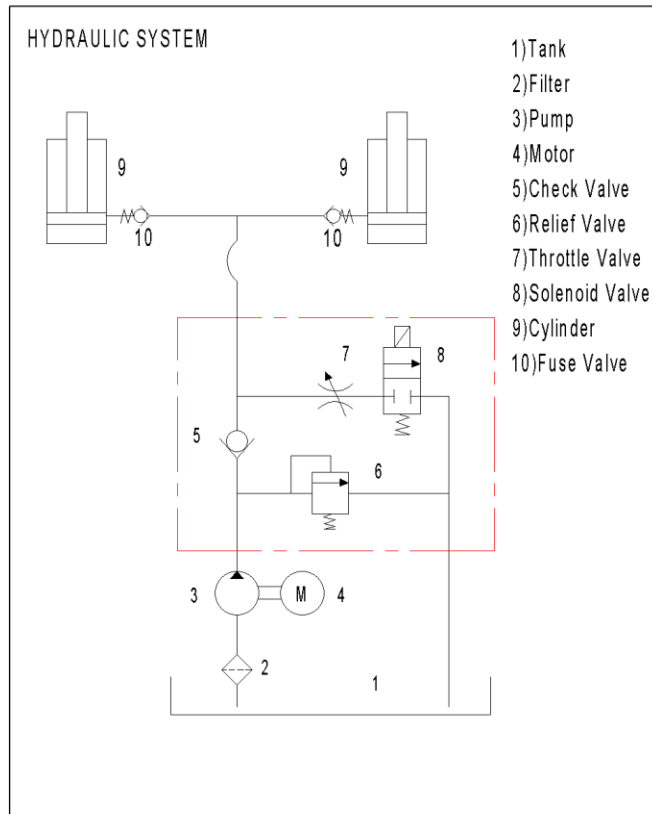 HYDRAULIC SYSTEM
1)Tank
2)Filter
3)Pump
4)Motor
5)Check Valve
6)Relief Valve
7)Throttle Valve
8)Solenoid Valve
9)Cylinder
10)Fuse Valve
9
9
10
10
7
8
5
6
3
M
4
2
1